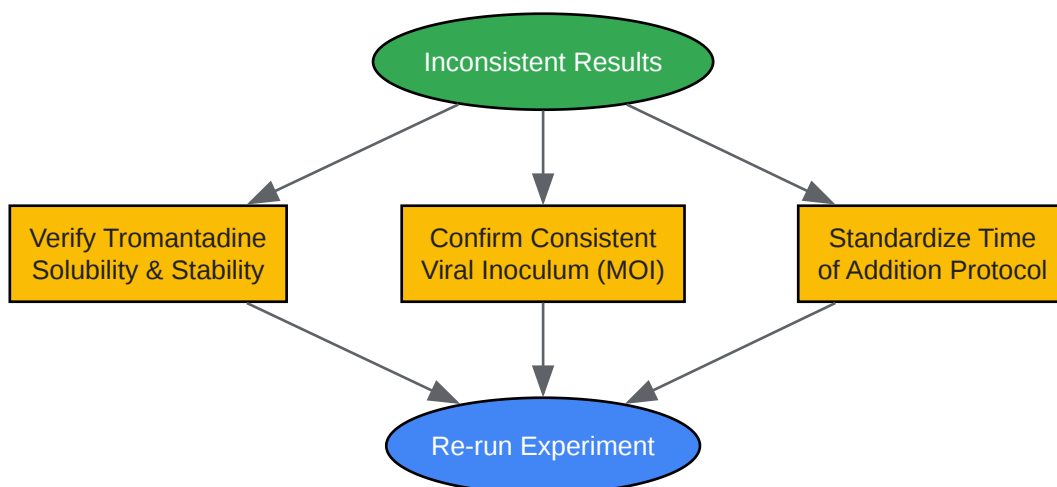 Inconsistent Results
Verify Tromantadine
Solubility & Stability
Confirm Consistent
Viral Inoculum (MOI)
Standardize Time
of Addition Protocol
Re-run Experiment